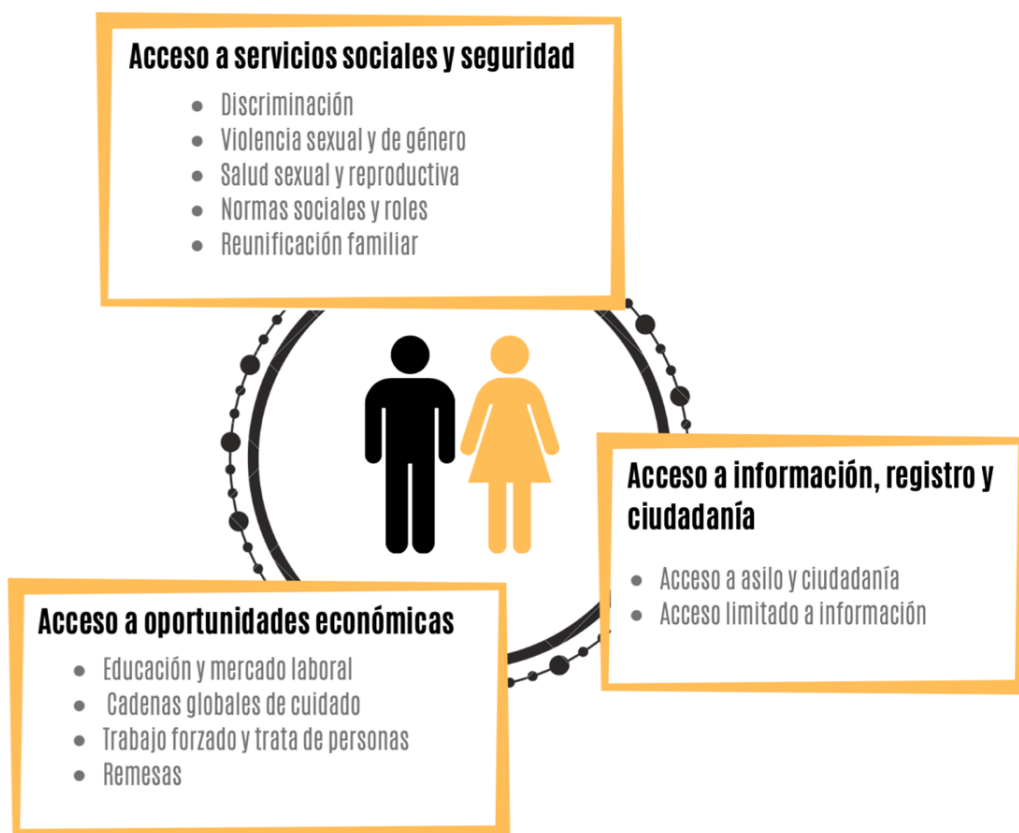 Acceso a servicios sociales y seguridad
● Discriminación
● Violencia sexual y de género
● Salud sexual y reproductiva
● Normas sociales y roles
● Reunificación familiar
Acceso a información, registro y
ciudadanía
● Acceso a asilo y ciudadanía
● Acceso limitado a información
Acceso a oportunidades económicas
● Educación y mercado laboral
● Cadenas globales de cuidado
● Trabajo forzado y trata de personas
● Remesas